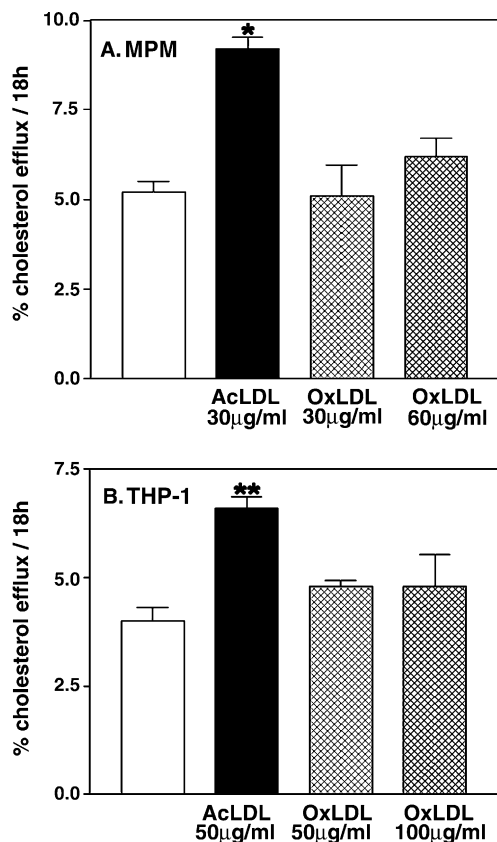 10.0
A. MPM
*
7.5
5.0
2.5
0.0
% cholesterol efflux / 18h
AcLDL OxLDL OxLDL
30µg/ml 30µg/ml 60µg/ml
7.5
B. THP-1
**
5.0
2.5
0.0
% cholesterol efflux / 18h
AcLDL OxLDL OxLDL
50µg/ml 50µg/ml 100µg/ml